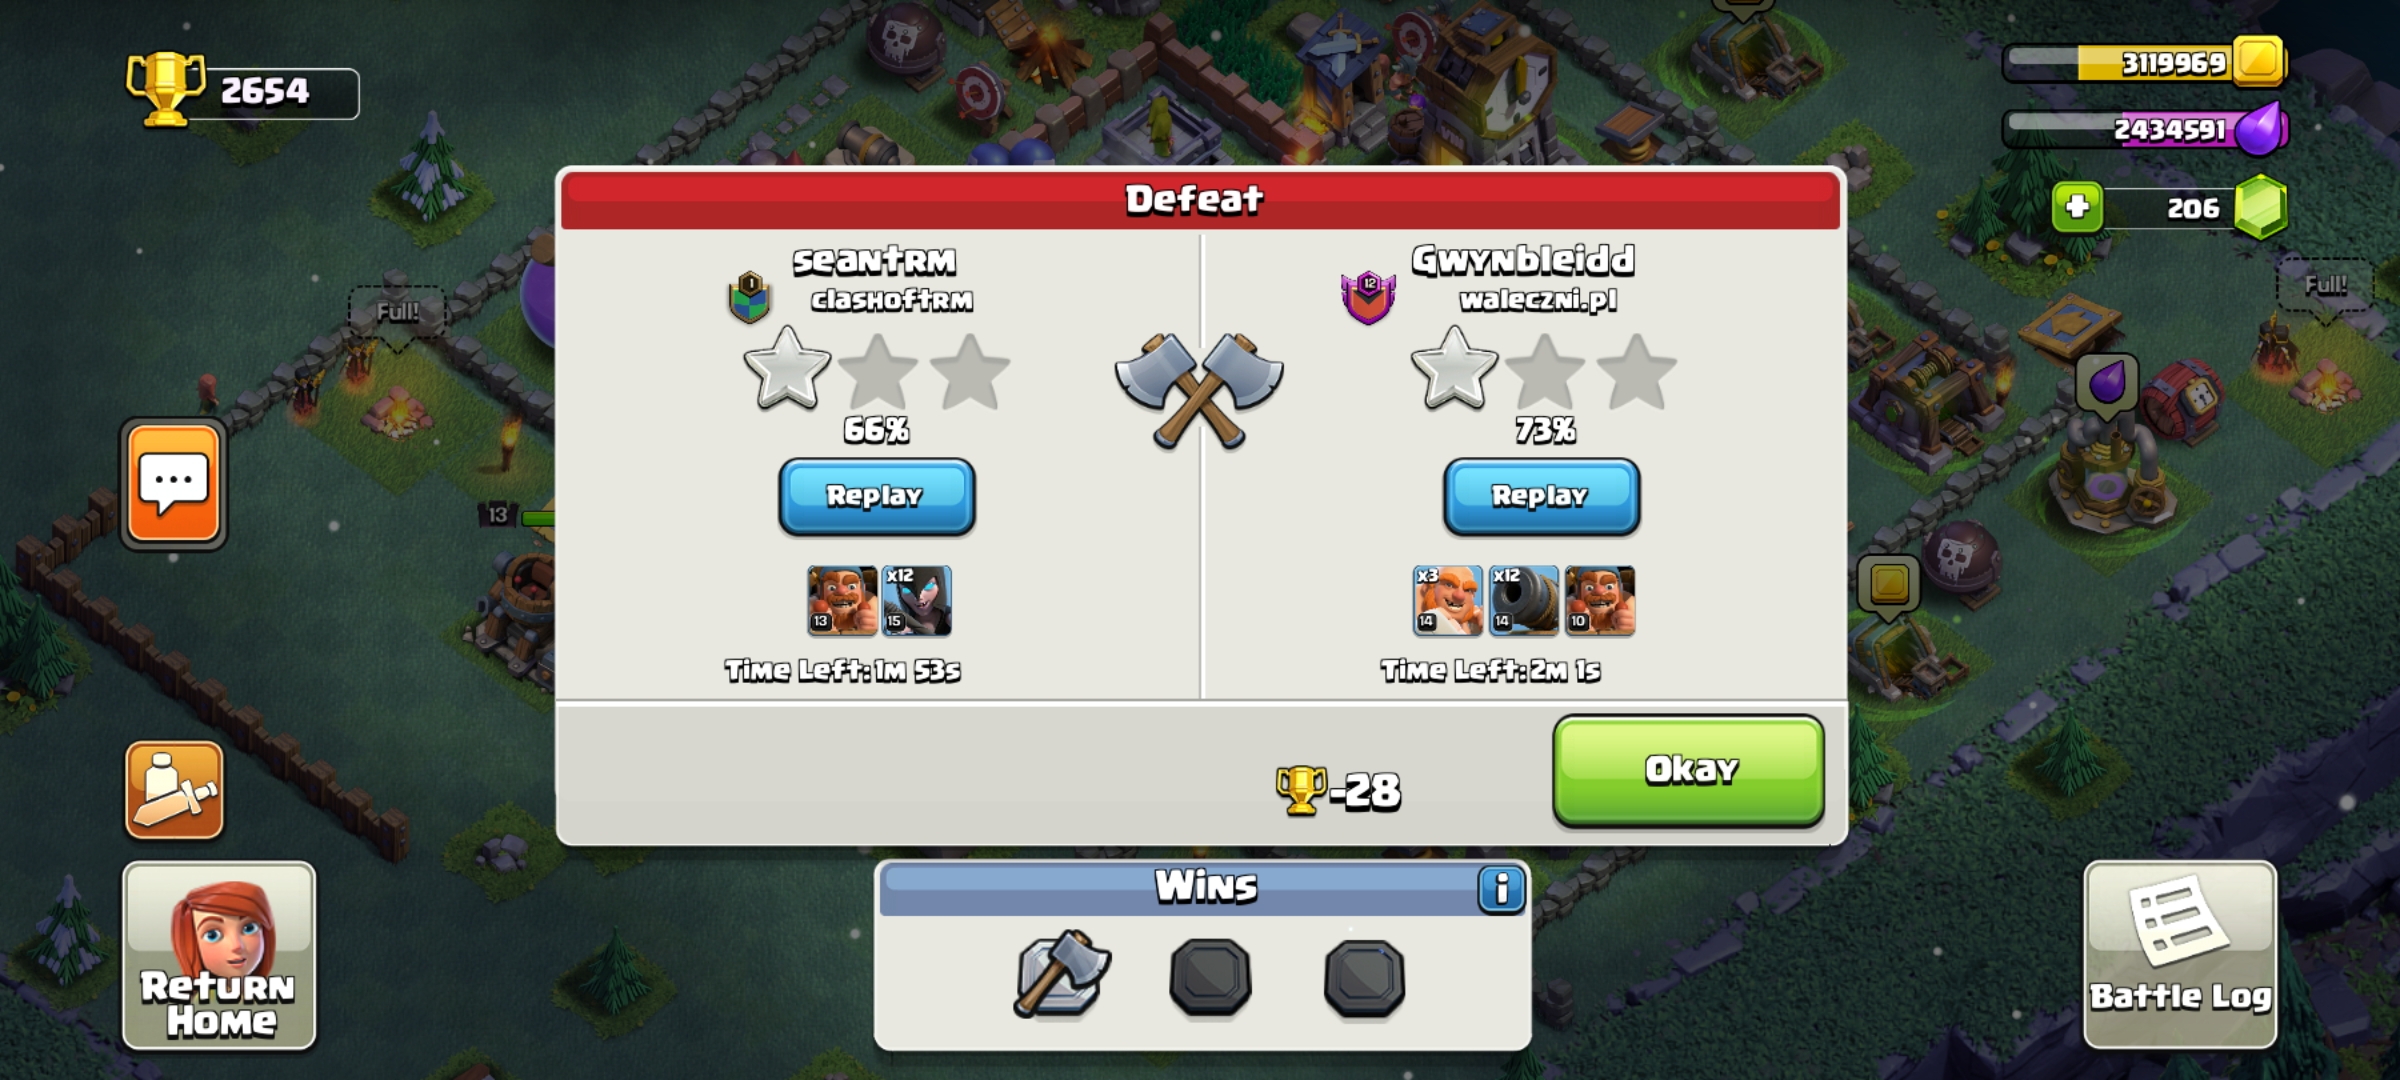 2654
3119969
2434591
206
Full!
Full!
13
Defeat
seantRM
clashoftRM
1
66%
Replay
13
x12
15
Time Left:1m 53s
Gwynbleidd
waleczni.pl
12
73%
Replay
x3
14
x12
14
10
Time Left:2m 1s
-28
Okay
Wins
i
Return
Home
Battle Log